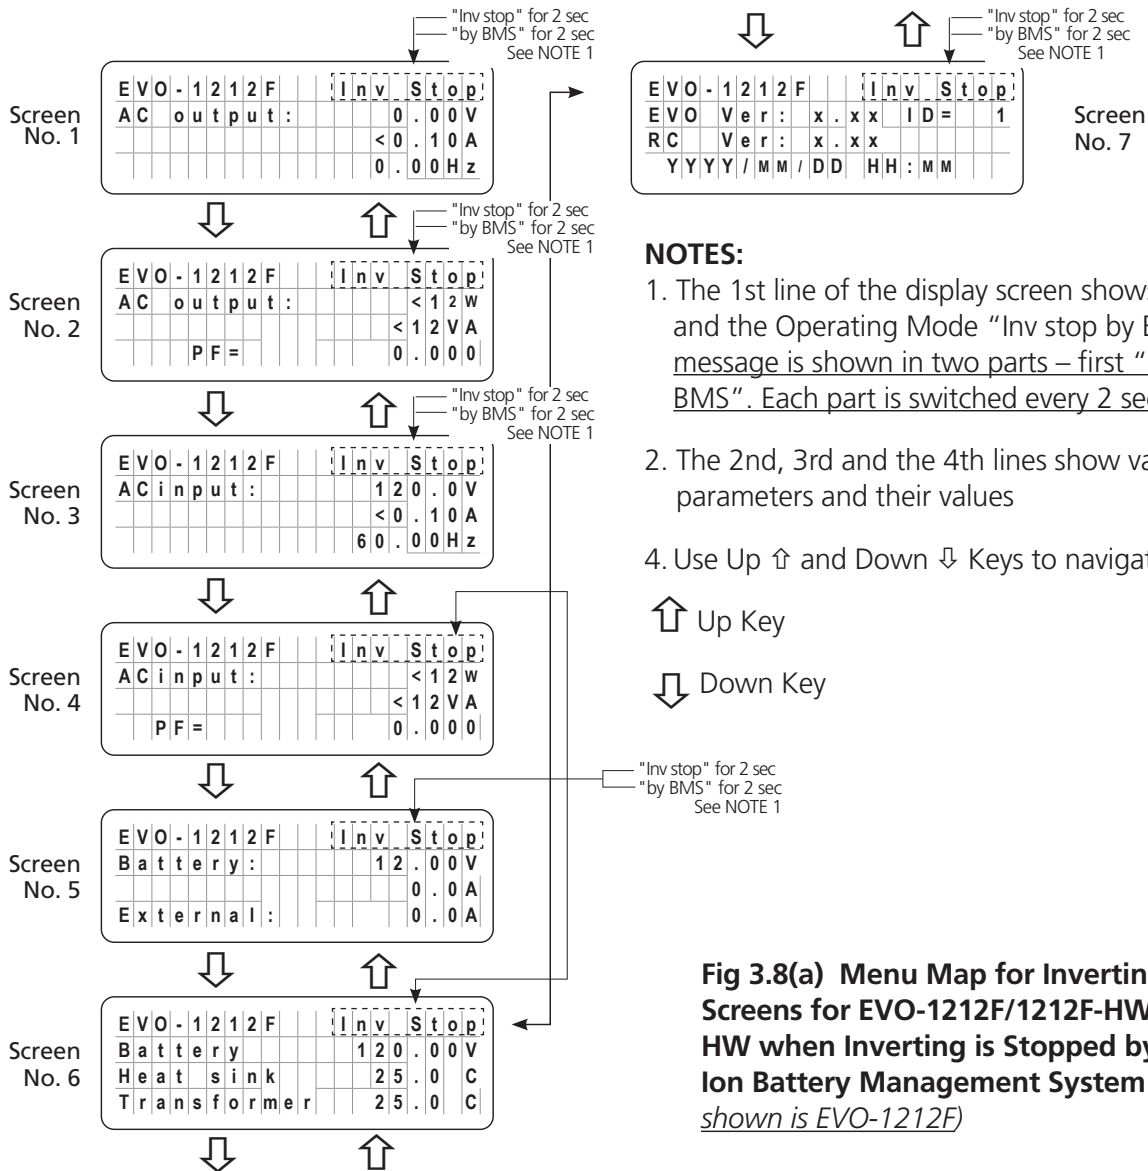 "Inv stop" for 2 sec
"by BMS" for 2 sec
See NOTE 1
Screen
No. 1
EVO-1212F Inv Stop
AC output: 0.00V
<0.10A
0.00Hz
"Inv stop" for 2 sec
"by BMS" for 2 sec
See NOTE 1
Screen
No. 2
EVO-1212F Inv Stop
AC output: <12W
<12VA
PF= 0.000
"Inv stop" for 2 sec
"by BMS" for 2 sec
See NOTE 1
Screen
No. 3
EVO-1212F Inv Stop
ACinput: 120.0V
<0.10A
60.00Hz
Screen
No. 4
EVO-1212F Inv Stop
ACinput: <12W
<12VA
PF= 0.000
"Inv stop" for 2 sec
"by BMS" for 2 sec
See NOTE 1
Screen
No. 5
EVO-1212F Inv Stop
Battery: 12.00V
0.0A
External: 0.0A
Screen
No. 6
EVO-1212F Inv Stop
Battery 120.00V
Heat sink 25.0 C
Transformer 25.0 C
"Inv stop" for 2 sec
"by BMS" for 2 sec
See NOTE 1
EVO-1212F Inv Stop
EVO Ver: x.xx ID= 1
RC Ver: x.xx
YYYY/MM/DD HH:MM
Screen
No. 7
NOTES:
1. The 1st line of the display screen shows
and the Operating Mode “Inv stop by
message is shown in two parts – first “
BMS”. Each part is switched every 2
2. The 2nd, 3rd and the 4th lines show
parameters and their values
4. Use Up ⇧ and Down ⇩ Keys to
⇧ Up Key
⇩ Down Key
Fig 3.8(a) Menu Map for
Screens for EVO-1212F/1212F-HW
HW when Inverting is Stopped by
Ion Battery Management System
shown is EVO-1212F)